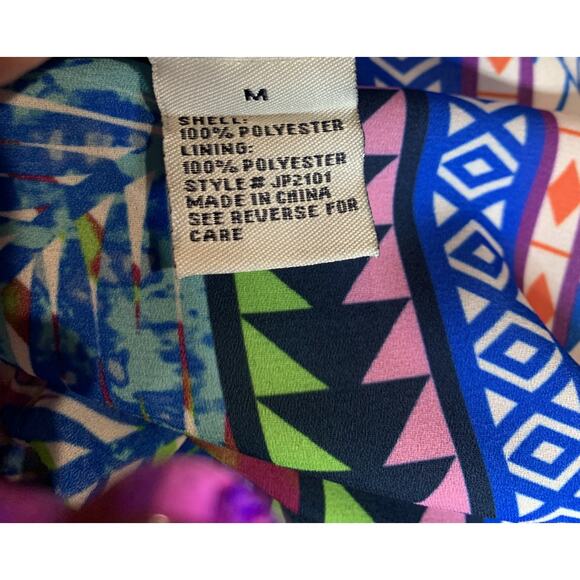 M
SHELL:
100% POLYESTER
LINING:
100% POLYESTER
STYLE# JP2101
MADE IN CHINA
SEE REVERSE FOR
CARE